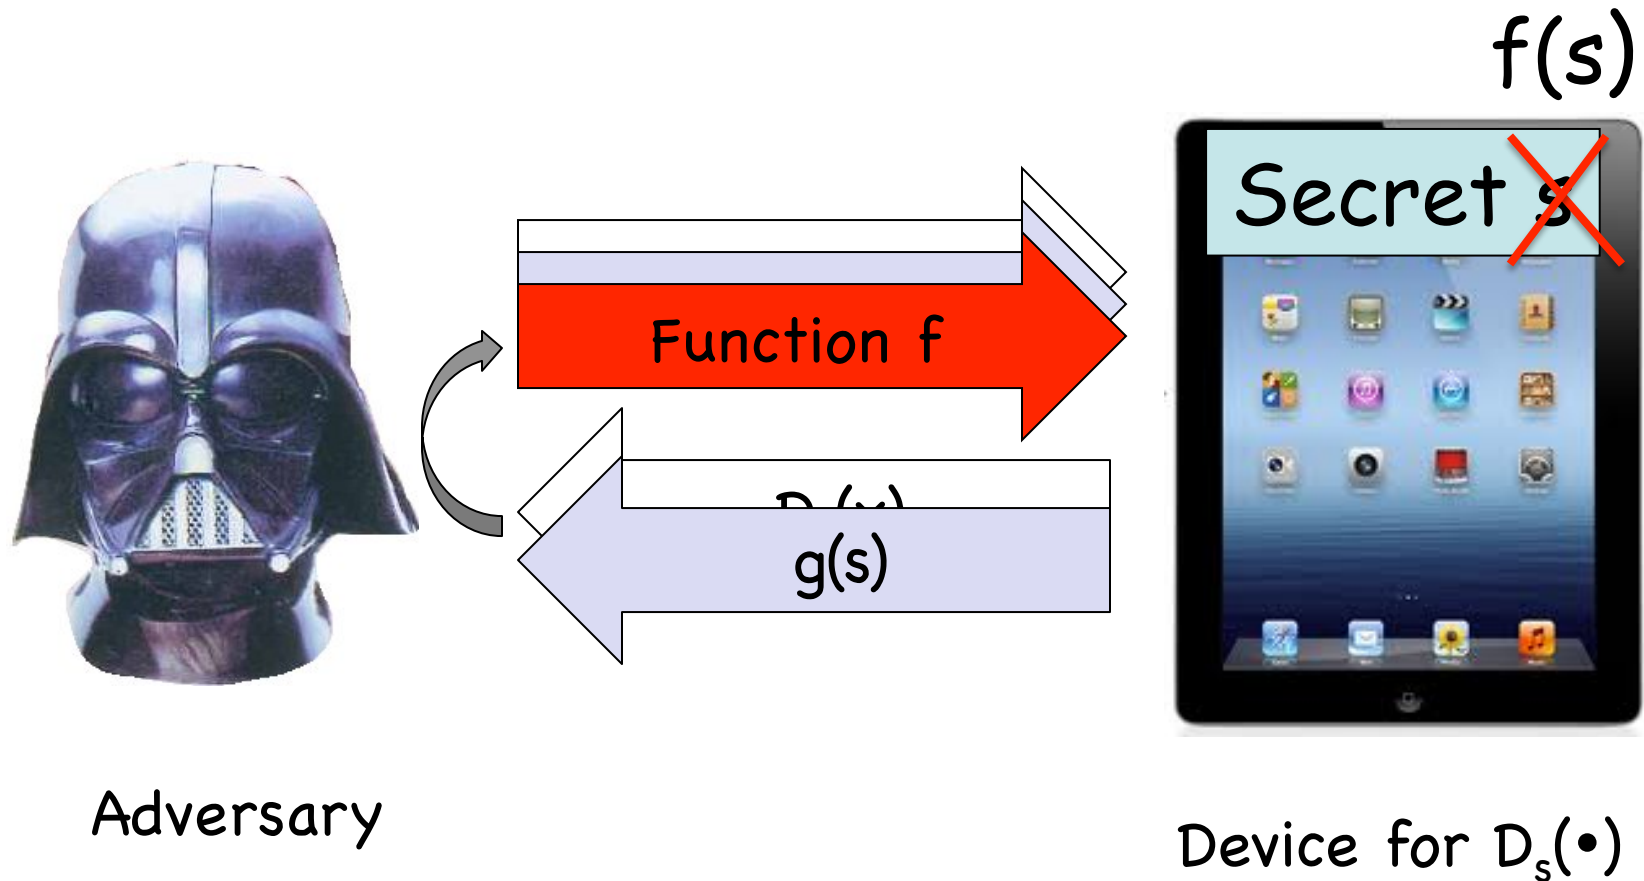 f(s)
Secret s
Function f
g(s)
Adversary
Device for Dₛ(•)